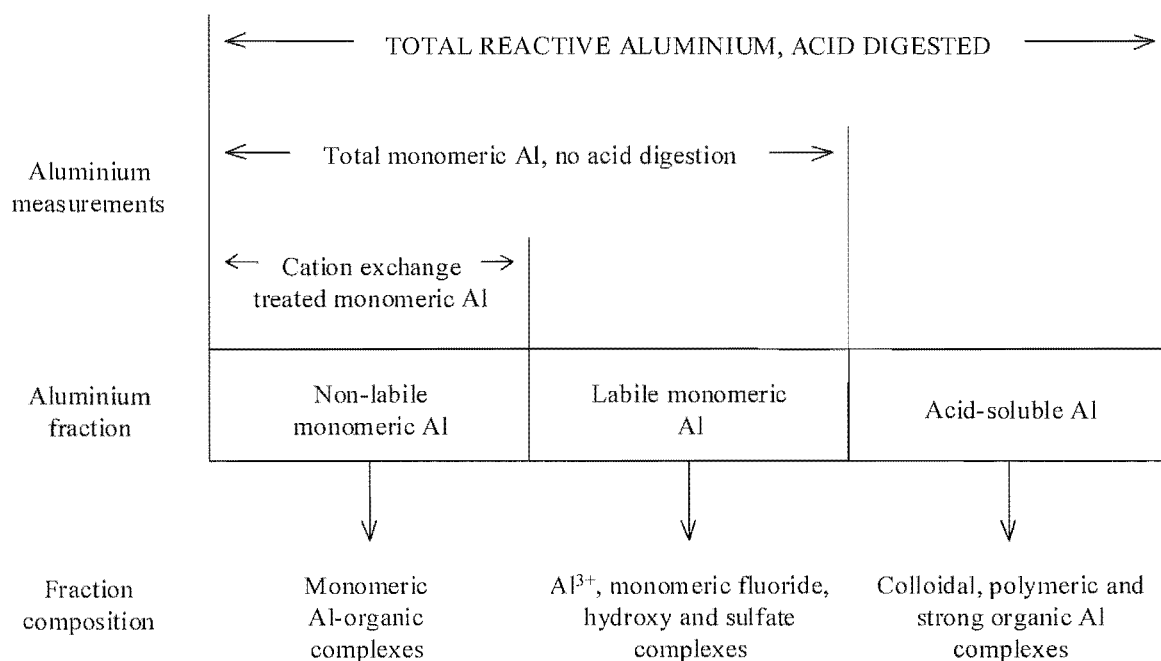 TOTAL REACTIVE ALUMINIUM, ACID DIGESTED
Total monomeric Al, no acid digestion
Aluminium
measurements
Cation exchange
treated monomeric Al
Aluminium
fraction
Non-labile
monomeric Al
Labile monomeric
Al
Acid-soluble Al
Fraction
composition
Monomeric
Al-organic
complexes
Al³⁺, monomeric fluoride,
hydroxy and sulfate
complexes
Colloidal, polymeric and
strong organic Al
complexes